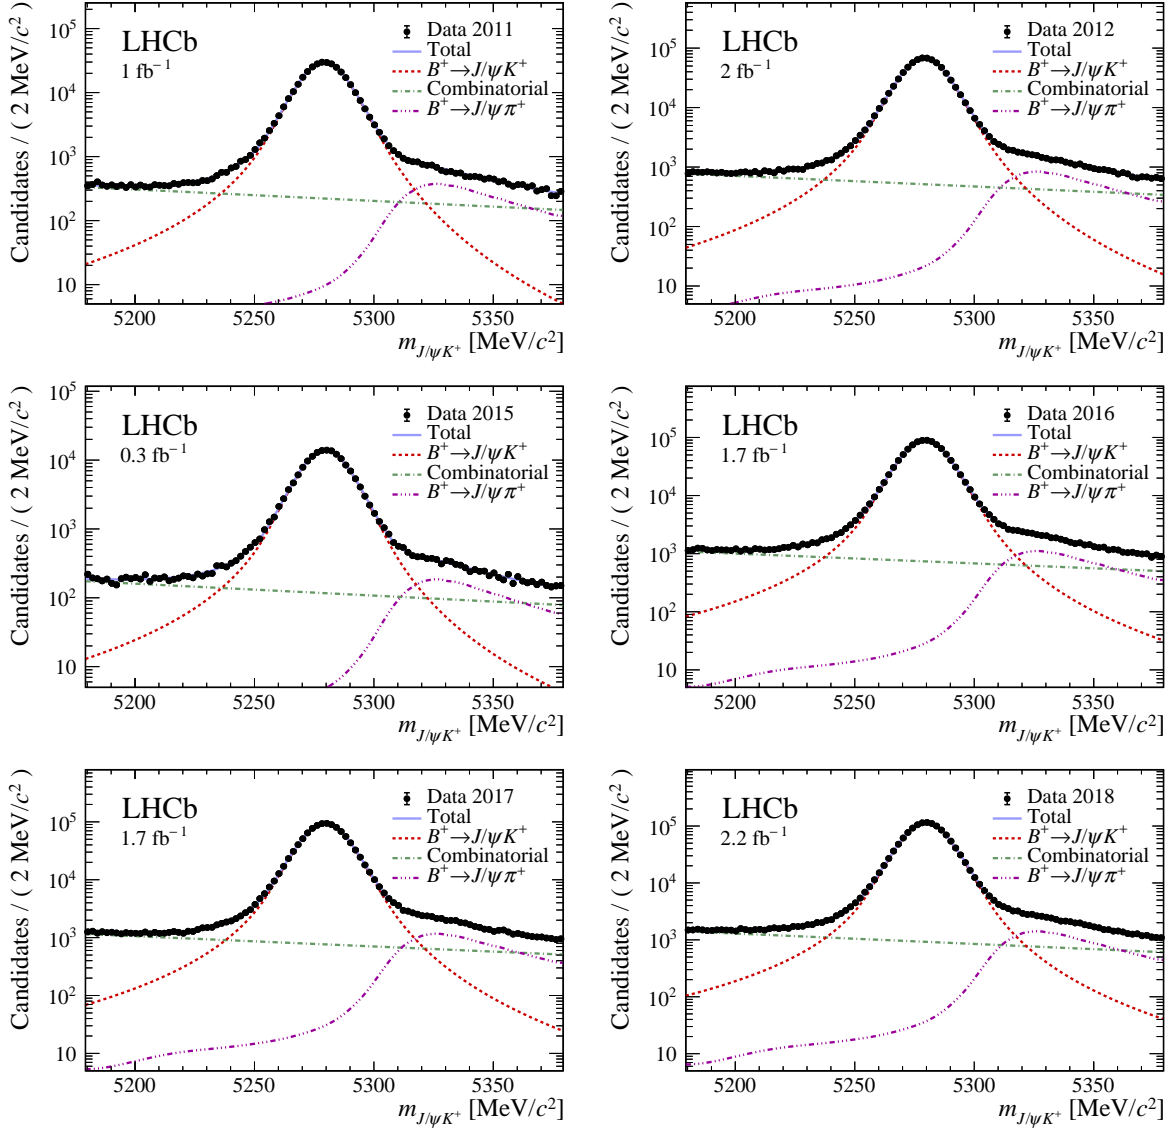 LHCb
1 fb⁻¹
Data 2011
Total
B⁺→J/ψK⁺
Combinatorial
B⁺→J/ψπ⁺
Candidates / ( 2 MeV/c²)
10⁵
10⁴
10³
10²
10
5200 5250 5300 5350
m_{J/ψK⁺} [MeV/c²]
LHCb
2 fb⁻¹
Data 2012
Total
B⁺→J/ψK⁺
Combinatorial
B⁺→J/ψπ⁺
Candidates / ( 2 MeV/c²)
10⁵
10⁴
10³
10²
10
5200 5250 5300 5350
m_{J/ψK⁺} [MeV/c²]
LHCb
0.3 fb⁻¹
Data 2015
Total
B⁺→J/ψK⁺
Combinatorial
B⁺→J/ψπ⁺
Candidates / ( 2 MeV/c²)
10⁵
10⁴
10³
10²
10
5200 5250 5300 5350
m_{J/ψK⁺} [MeV/c²]
LHCb
1.7 fb⁻¹
Data 2016
Total
B⁺→J/ψK⁺
Combinatorial
B⁺→J/ψπ⁺
Candidates / ( 2 MeV/c²)
10⁵
10⁴
10³
10²
10
5200 5250 5300 5350
m_{J/ψK⁺} [MeV/c²]
LHCb
1.7 fb⁻¹
Data 2017
Total
B⁺→J/ψK⁺
Combinatorial
B⁺→J/ψπ⁺
Candidates / ( 2 MeV/c²)
10⁵
10⁴
10³
10²
10
5200 5250 5300 5350
m_{J/ψK⁺} [MeV/c²]
LHCb
2.2 fb⁻¹
Data 2018
Total
B⁺→J/ψK⁺
Combinatorial
B⁺→J/ψπ⁺
Candidates / ( 2 MeV/c²)
10⁵
10⁴
10³
10²
10
5200 5250 5300 5350
m_{J/ψK⁺} [MeV/c²]